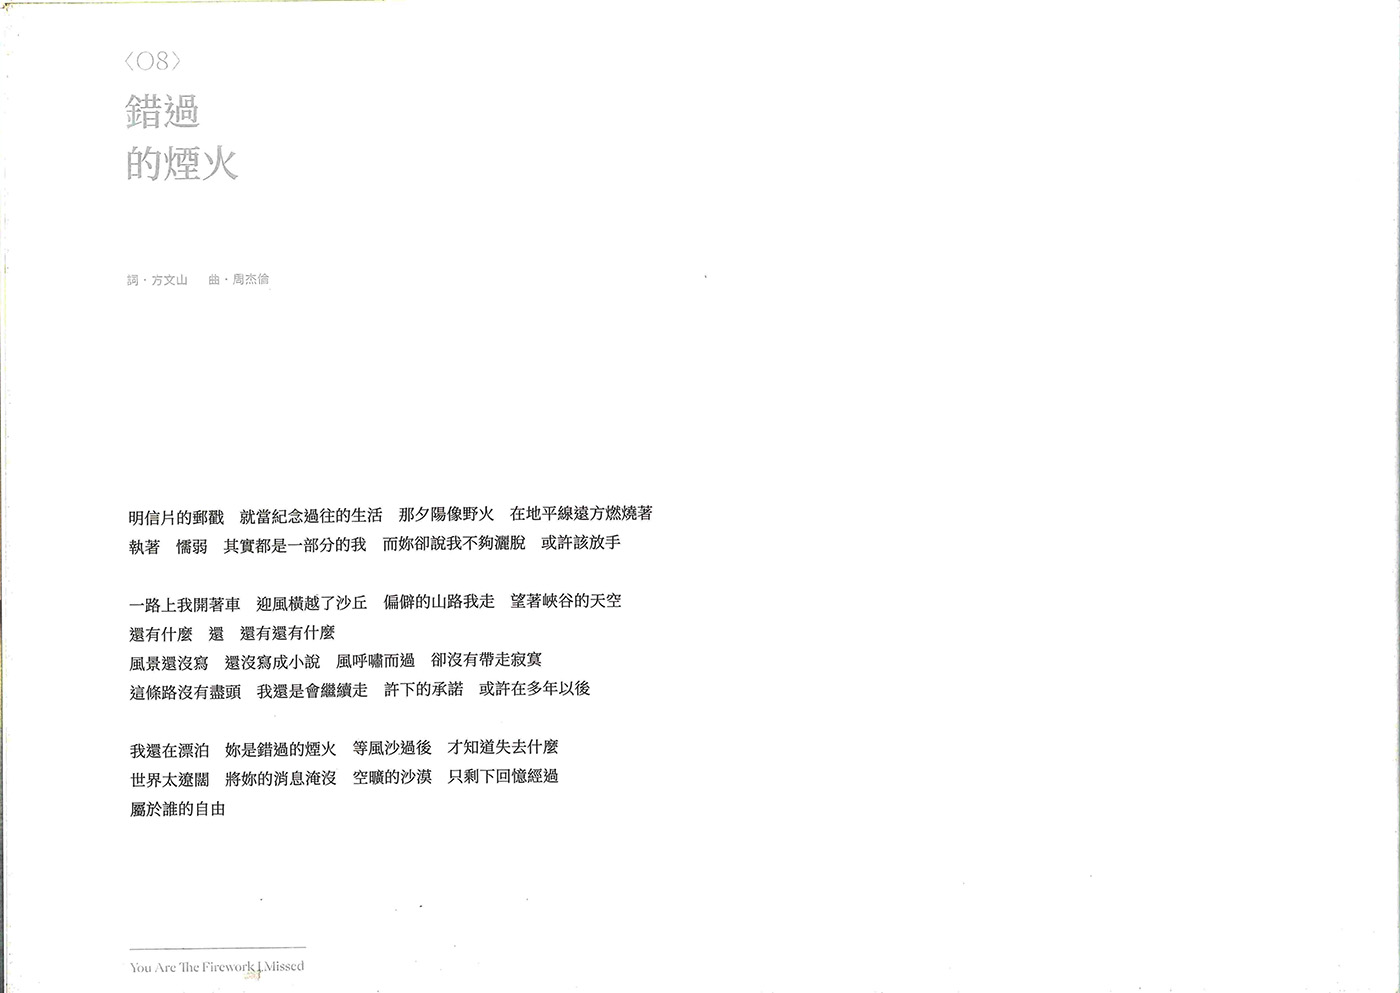 〈08〉
錯過
的煙火
詞·方文山　曲·周杰倫
明信片的郵戳　就當紀念過往的生活　那夕陽像野火　在地平線遠方燃燒著
執著　懦弱　其實都是一部分的我　而妳卻說我不夠灑脫　或許該放手
一路上我開著車　迎風橫越了沙丘　偏僻的山路我走　望著峽谷的天空
還有什麼　還　還有還有什麼
風景還沒寫　還沒寫成小說　風呼嘯而過　卻沒有帶走寂寞
這條路沒有盡頭　我還是會繼續走　許下的承諾　或許在多年以後
我還在漂泊　妳是錯過的煙火　等風沙過後　才知道失去什麼
世界太遼闊　將妳的消息淹沒　空曠的沙漠　只剩下回憶經過
屬於誰的自由
You Are The Firework I Missed